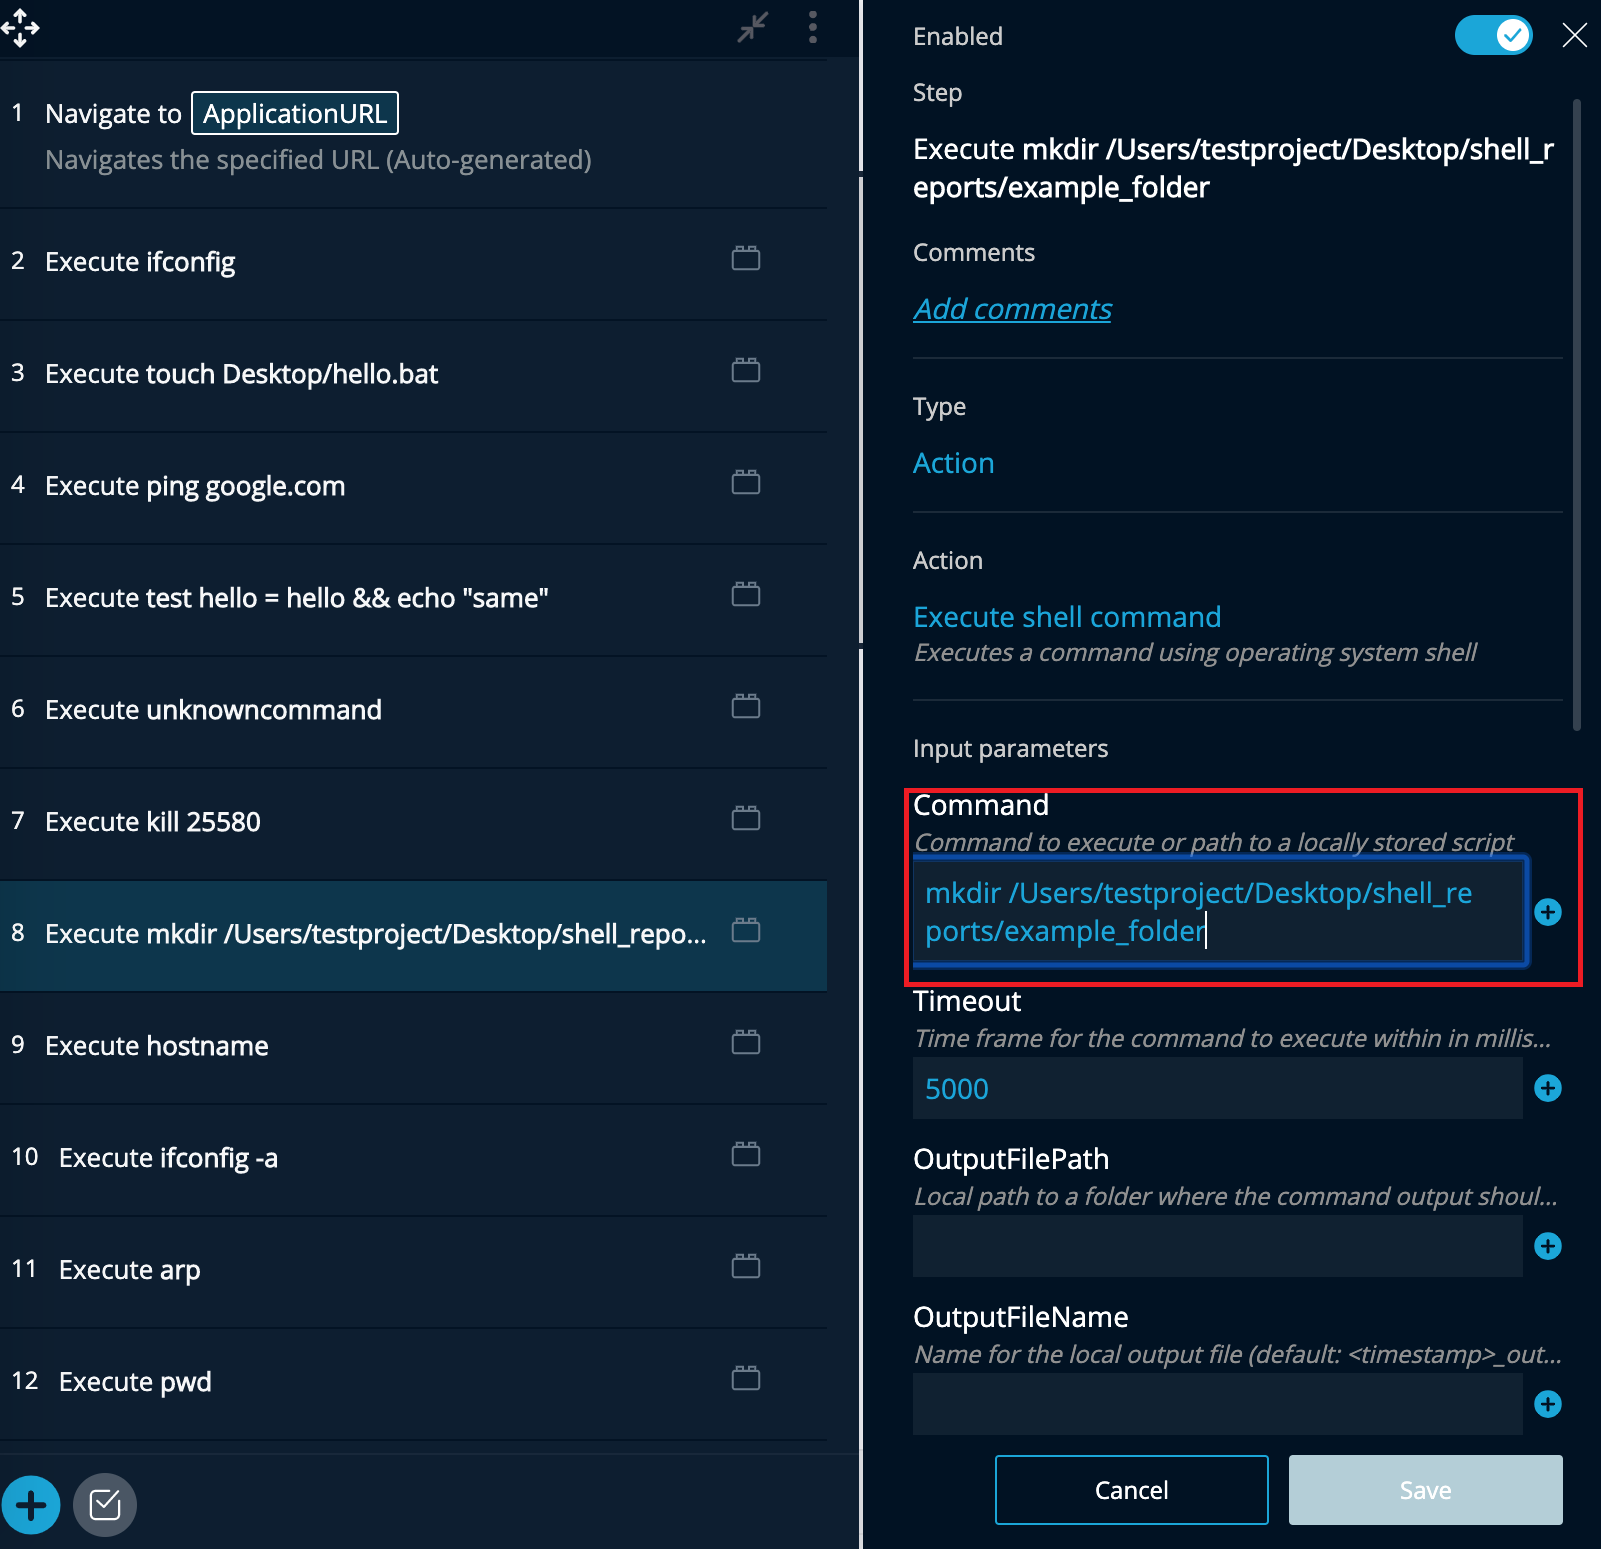 1 Navigate to ApplicationURL
Navigates the specified URL (Auto-generated)
2 Execute ifconfig
3 Execute touch Desktop/hello.bat
4 Execute ping google.com
5 Execute test hello = hello && echo "same"
6 Execute unknowncommand
7 Execute kill 25580
8 Execute mkdir /Users/testproject/Desktop/shell_repo...
9 Execute hostname
10 Execute ifconfig -a
11 Execute arp
12 Execute pwd
Enabled
Step
Execute mkdir /Users/testproject/Desktop/shell_r
eports/example_folder
Comments
Add comments
Type
Action
Action
Execute shell command
Executes a command using operating system shell
Input parameters
Command
Command to execute or path to a locally stored script
mkdir /Users/testproject/Desktop/shell_re
ports/example_folder
Timeout
Time frame for the command to execute within in millis...
5000
OutputFilePath
Local path to a folder where the command output shoul...
OutputFileName
Name for the local output file (default: <timestamp>_out...
Cancel
Save